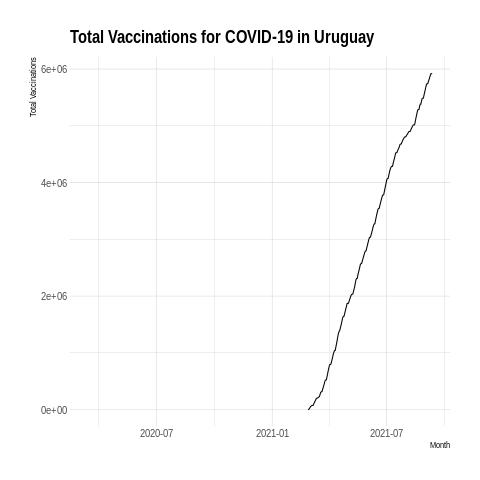 Total Vaccinations for COVID-19 in Uruguay
Total Vaccinations
6e+06
4e+06
2e+06
0e+00
2020-07
2021-01
2021-07
Month